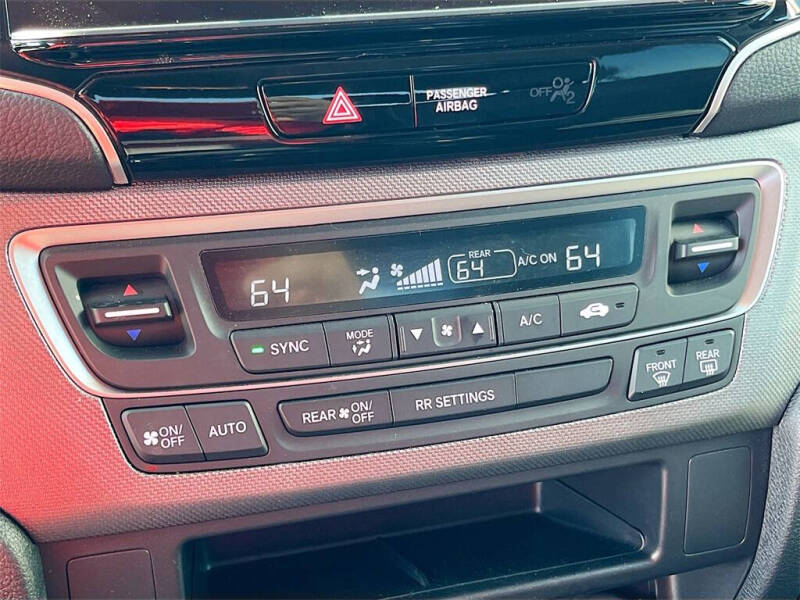 PASSENGER
AIRBAG
OFF 2
64
REAR
64
A/C ON
64
SYNC
MODE
A/C
FRONT
REAR
ON/
OFF
AUTO
REAR ON/
OFF
RR SETTINGS